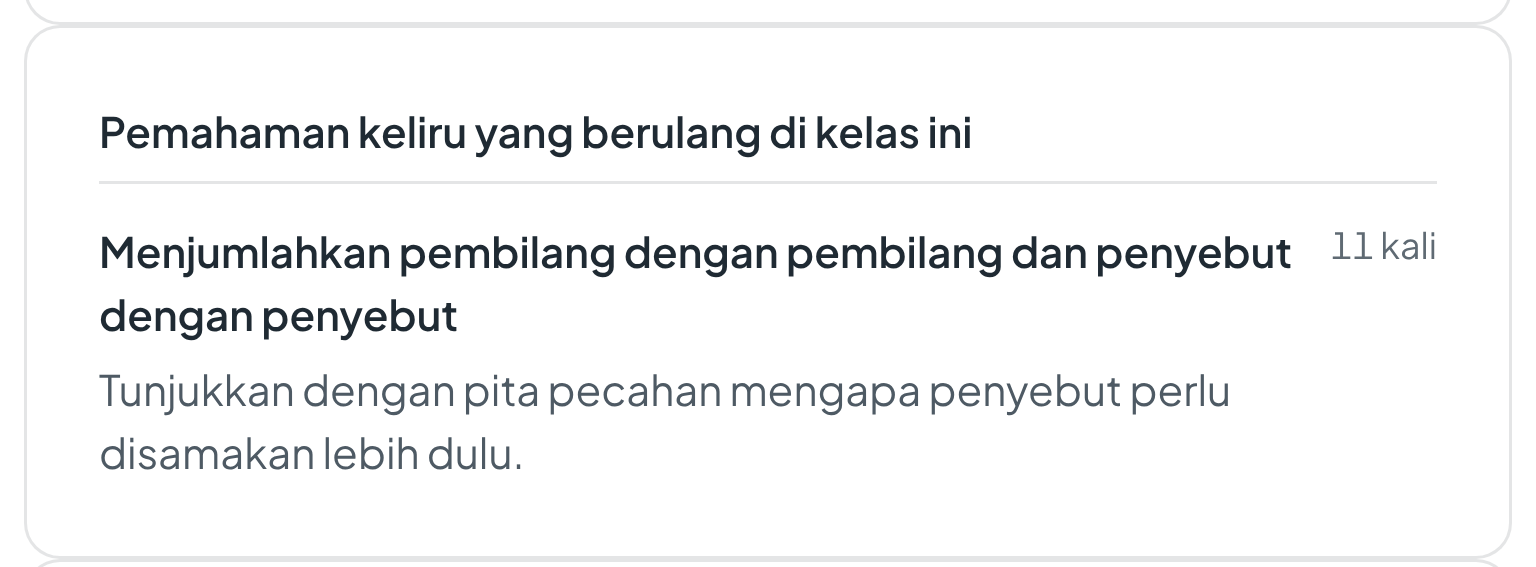 Pemahaman keliru yang berulang di kelas ini
Menjumlahkan pembilang dengan pembilang dan penyebut 11 kali
dengan penyebut
Tunjukkan dengan pita pecahan mengapa penyebut perlu
disamakan lebih dulu.